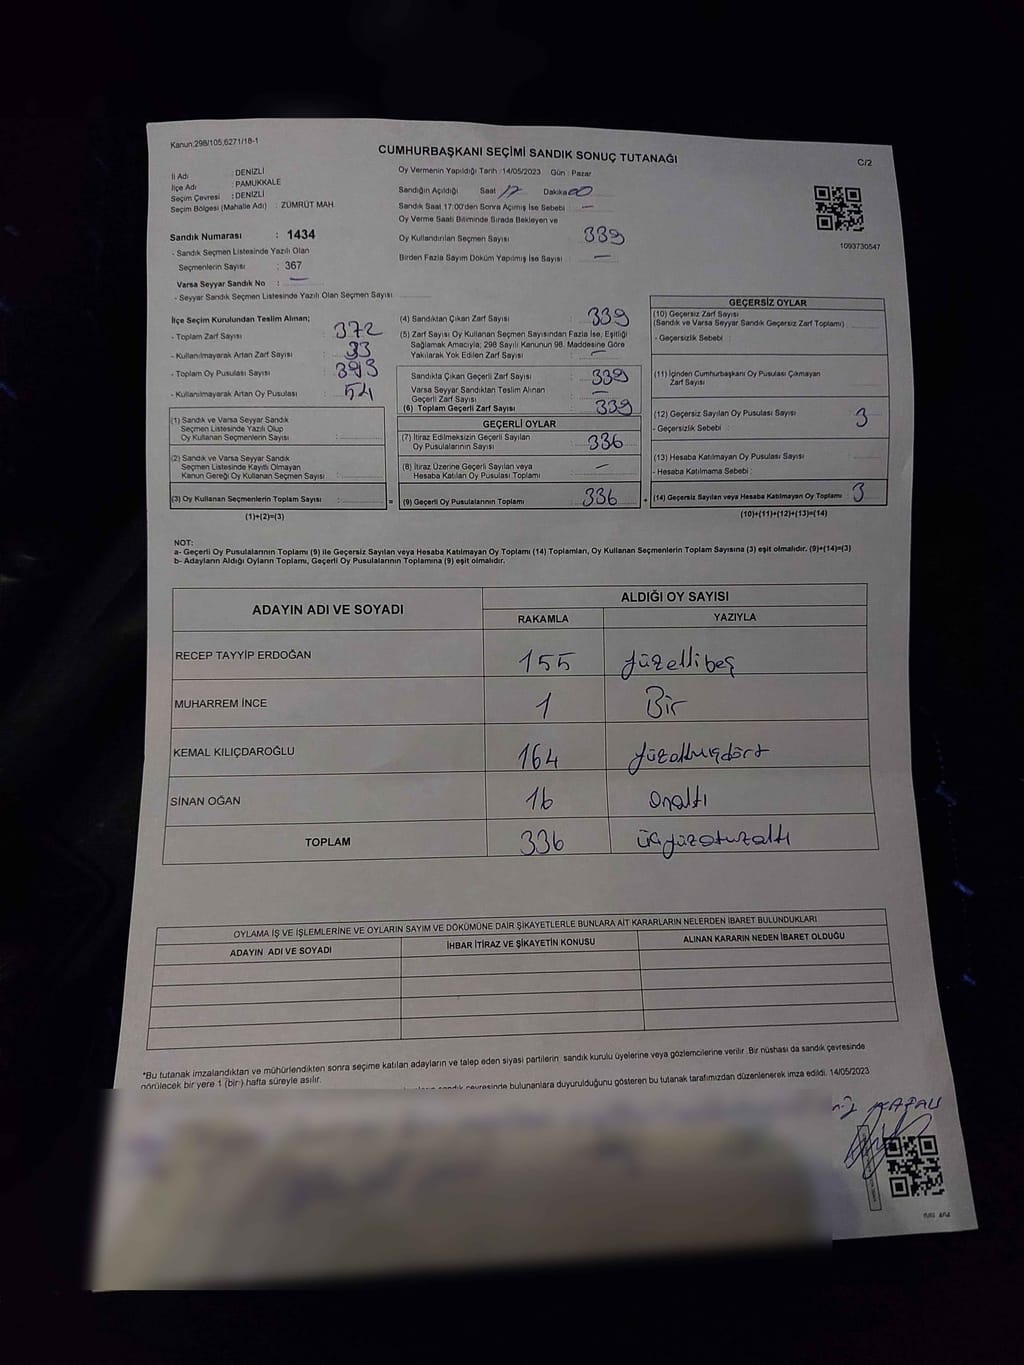 Kanun:298/105,6271/18-1
CUMHURBAŞKANI SEÇİMİ SANDIK SONUÇ TUTANAĞI
C/2
İl Adı : DENİZLİ
İlçe Adı : PAMUKKALE
Seçim Çevresi : DENİZLİ
Seçim Bölgesi (Mahalle Adı) : ZÜMRÜT MAH.
Sandık Numarası : 1434
- Sandık Seçmen Listesinde Yazılı Olan
Seçmenlerin Sayısı : 367
Varsa Seyyar Sandık No : —
- Seyyar Sandık Seçmen Listesinde Yazılı Olan Seçmen Sayısı
Oy Vermenin Yapıldığı Tarih :14/05/2023 Gün : Pazar
Sandığın Açıldığı Saat 17 Dakika 00
Sandık Saat 17:00'den Sonra Açımış İse Sebebi : —
Oy Verme Saati Bitiminde Sırada Bekleyen ve
Oy Kullandırılan Seçmen Sayısı 339
Birden Fazla Sayım Döküm Yapılmış İse Sayısı : —
1093730547
İlçe Seçim Kurulundan Teslim Alınan;
- Toplam Zarf Sayısı : 372
- Kullanılmayarak Artan Zarf Sayısı : 33
- Toplam Oy Pusulası Sayısı : 393
- Kullanılmayarak Artan Oy Pusulası : 54
(1) Sandık ve Varsa Seyyar Sandık
Seçmen Listesinde Yazılı Olup
Oy Kullanan Seçmenlerin Sayısı :
(2) Sandık ve Varsa Seyyar Sandık
Seçmen Listesinde Kayıtlı Olmayan
Kanun Gereği Oy Kullanan Seçmen Sayısı :
(3) Oy Kullanan Seçmenlerin Toplam Sayısı :
(1)+(2)=(3)
(4) Sandıktan Çıkan Zarf Sayısı : 339
(5) Zarf Sayısı Oy Kullanan Seçmen Sayısından Fazla İse, Eşitliği
Sağlamak Amacıyla; 298 Sayılı Kanunun 98. Maddesine Göre
Yakılarak Yok Edilen Zarf Sayısı : —
Sandıkta Çıkan Geçerli Zarf Sayısı : 339
Varsa Seyyar Sandıktan Teslim Alınan
Geçerli Zarf Sayısı : —
(6) Toplam Geçerli Zarf Sayısı : 339
GEÇERLİ OYLAR
(7) İtiraz Edilmeksizin Geçerli Sayılan
Oy Pusulalarının Sayısı : 336
(8) İtiraz Üzerine Geçerli Sayılan veya
Hesaba Katılan Oy Pusulası Toplamı : —
= (9) Geçerli Oy Pusulalarının Toplamı : 336 +
GEÇERSİZ OYLAR
(10) Geçersiz Zarf Sayısı
(Sandık ve Varsa Seyyar Sandık Geçersiz Zarf Toplamı)
- Geçersizlik Sebebi :
(11) İçinden Cumhurbaşkanı Oy Pusulası Çıkmayan
Zarf Sayısı
(12) Geçersiz Sayılan Oy Pusulası Sayısı : 3
- Geçersizlik Sebebi :
(13) Hesaba Katılmayan Oy Pusulası Sayısı :
- Hesaba Katılmama Sebebi :
(14) Geçersiz Sayılan veya Hesaba Katılmayan Oy Toplamı : 3
(10)+(11)+(12)+(13)=(14)
NOT:
a- Geçerli Oy Pusulalarının Toplamı (9) ile Geçersiz Sayılan veya Hesaba Katılmayan Oy Toplamı (14) Toplamları, Oy Kullanan Seçmenlerin Toplam Sayısına (3) eşit olmalıdır. (9)+(14)=(3)
b- Adayların Aldığı Oyların Toplamı, Geçerli Oy Pusulalarının Toplamına (9) eşit olmalıdır.
ADAYIN ADI VE SOYADI
ALDIĞI OY SAYISI
RAKAMLA YAZIYLA
RECEP TAYYİP ERDOĞAN 155 yüzellibeş
MUHARREM İNCE 1 Bir
KEMAL KILIÇDAROĞLU 164 yüzaltmışdört
SİNAN OĞAN 16 Onaltı
TOPLAM 336 üçyüzotuzaltı
OYLAMA İŞ VE İŞLEMLERİNE VE OYLARIN SAYIM VE DÖKÜMÜNE DAİR ŞİKAYETLERLE BUNLARA AİT KARARLARIN NELERDEN İBARET BULUNDUKLARI
ADAYIN ADI VE SOYADI İHBAR İTİRAZ VE ŞİKAYETİN KONUSU ALINAN KARARIN NEDEN İBARET OLDUĞU
*Bu tutanak imzalandıktan ve mühürlendikten sonra seçime katılan adayların ve talep eden siyasi partilerin sandık kurulu üyelerine veya gözlemcilerine verilir .Bir nüshası da sandık çevresinde
görülecek bir yere 1 (bir) hafta süreyle asılır.
sandık çevresinde bulunanlara duyurulduğunu gösteren bu tutanak tarafımızdan düzenlenerek imza edildi. 14/05/2023